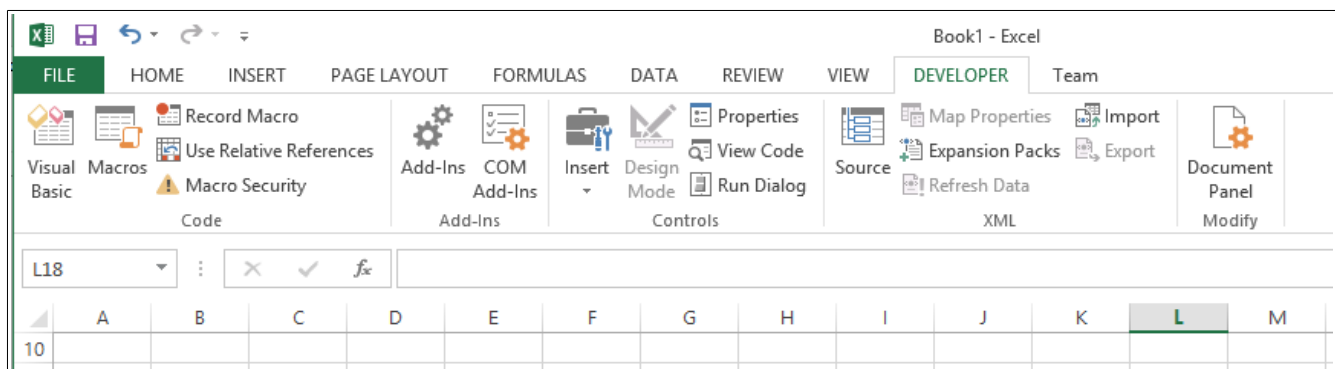 Book1 - Excel
FILE HOME INSERT PAGE LAYOUT FORMULAS DATA REVIEW VIEW DEVELOPER Team
Visual Basic
Macros
Record Macro
Use Relative References
Macro Security
Code
Add-Ins
COM Add-Ins
Add-Ins
Insert
Design Mode
Properties
View Code
Run Dialog
Controls
Source
Map Properties
Expansion Packs
Refresh Data
Import
Export
XML
Document Panel
Modify
L18
fx
A B C D E F G H I J K L M
10